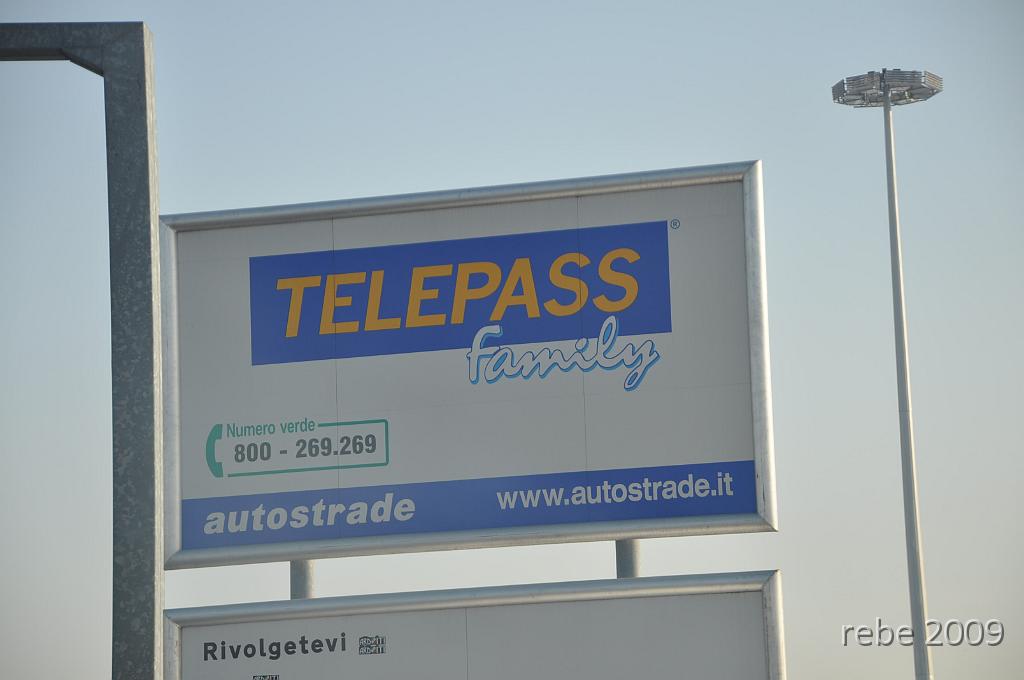 TELEPASS®
family
Numero verde
800 - 269.269
autostrade www.autostrade.it
Rivolgetevi
rebe 2009